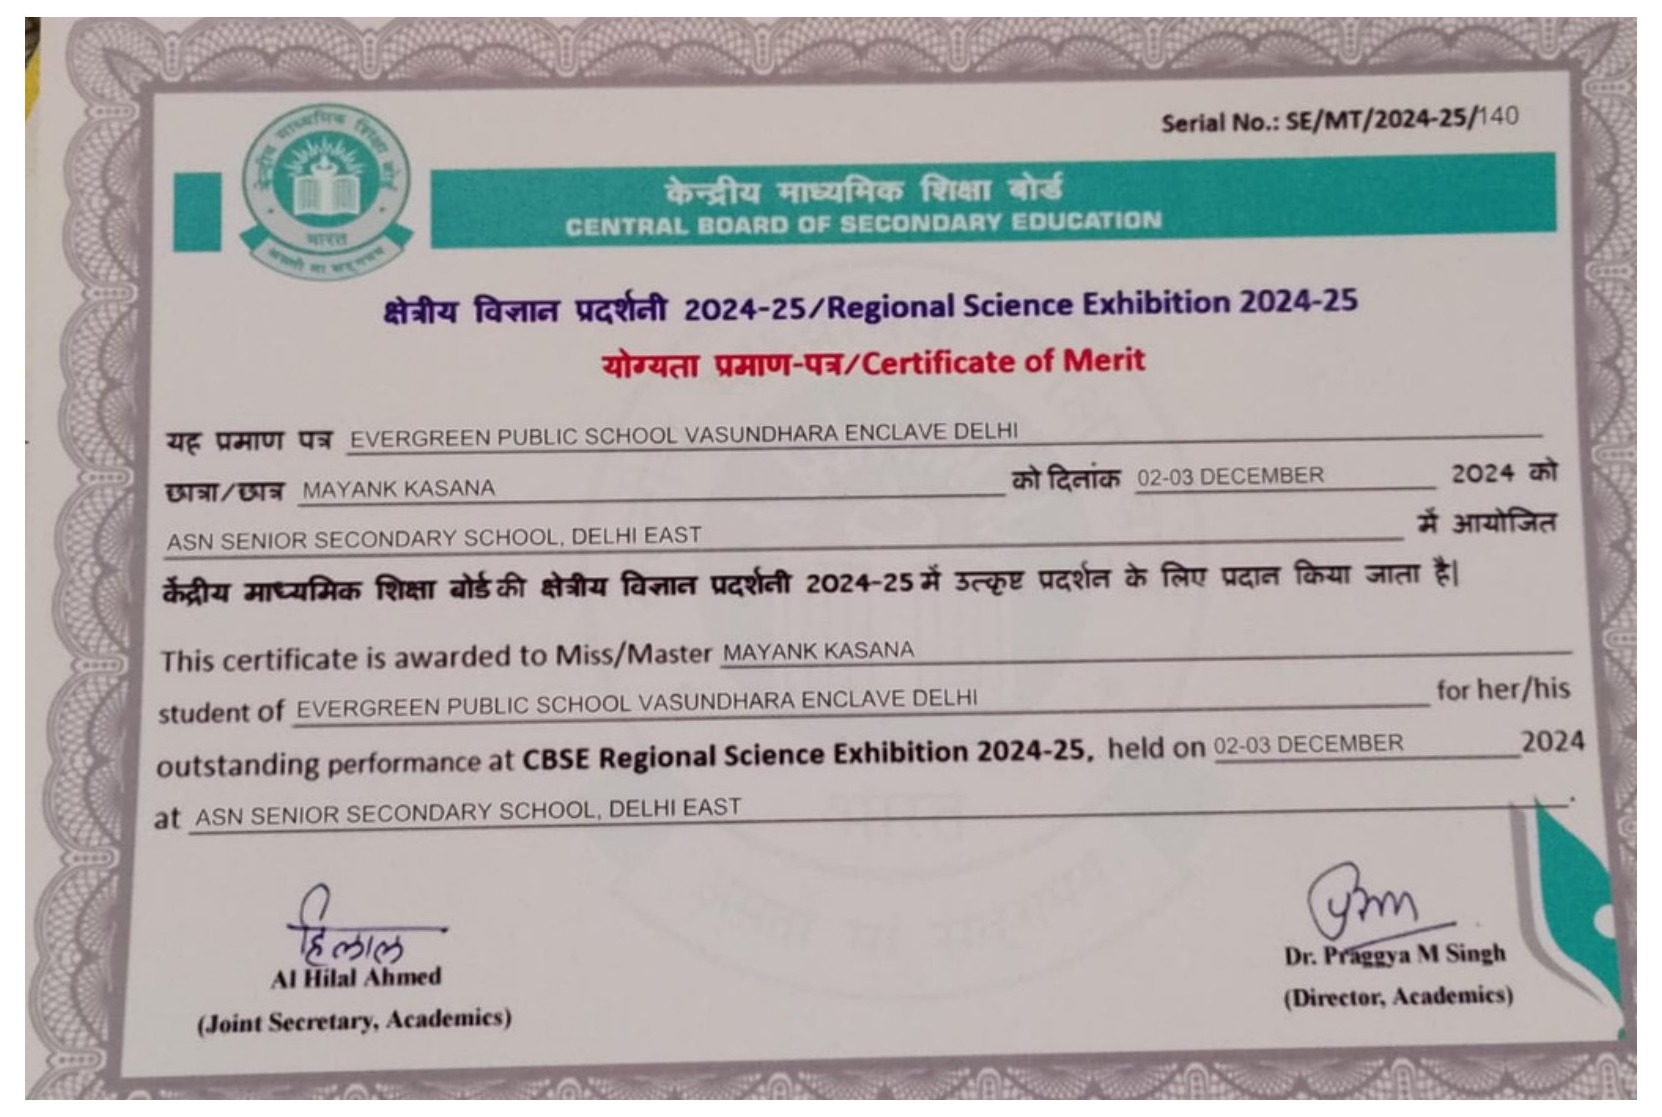 Serial No.: SE/MT/2024-25/140
केन्द्रीय माध्यमिक शिक्षा बोर्ड
भारत
असतो मा सद्गमय
केन्द्रीय माध्यमिक शिक्षा बोर्ड
CENTRAL BOARD OF SECONDARY EDUCATION
क्षेत्रीय विज्ञान प्रदर्शनी 2024-25/Regional Science Exhibition 2024-25
योग्यता प्रमाण-पत्र/Certificate of Merit
यह प्रमाण पत्र EVERGREEN PUBLIC SCHOOL VASUNDHARA ENCLAVE DELHI
छात्रा/छात्र MAYANK KASANA को दिनांक 02-03 DECEMBER 2024 को
ASN SENIOR SECONDARY SCHOOL, DELHI EAST में आयोजित
केंद्रीय माध्यमिक शिक्षा बोर्ड की क्षेत्रीय विज्ञान प्रदर्शनी 2024-25 में उत्कृष्ट प्रदर्शन के लिए प्रदान किया जाता है|
This certificate is awarded to Miss/Master MAYANK KASANA
student of EVERGREEN PUBLIC SCHOOL VASUNDHARA ENCLAVE DELHI for her/his
outstanding performance at CBSE Regional Science Exhibition 2024-25, held on 02-03 DECEMBER 2024
at ASN SENIOR SECONDARY SCHOOL, DELHI EAST.
हिलाल
Al Hilal Ahmed
(Joint Secretary, Academics)
Dr. Praggya M Singh
(Director, Academics)